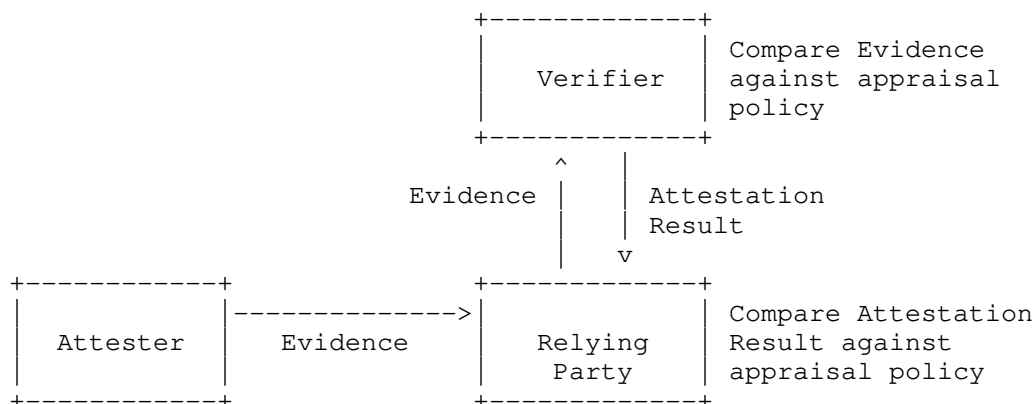 Compare Evidence
Verifier against appraisal
policy
Evidence Attestation
Result
Compare Attestation
Attester Evidence Relying Result against
Party appraisal policy